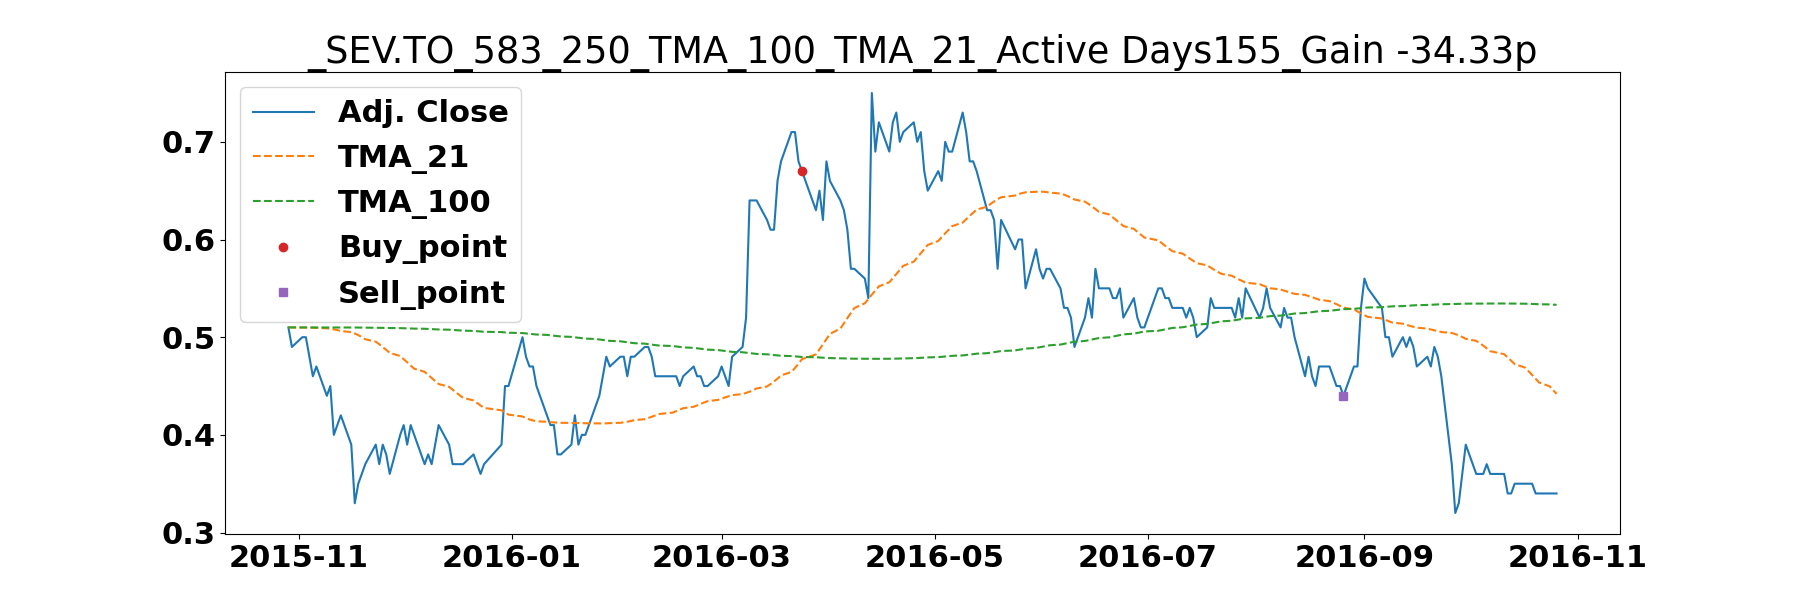 _SEV.TO_583_250_TMA_100_TMA_21_Active Days155_Gain -34.33p
Adj. Close
TMA_21
TMA_100
Buy_point
Sell_point
0.7
0.6
0.5
0.4
0.3
2015-11 2016-01 2016-03 2016-05 2016-07 2016-09 2016-11